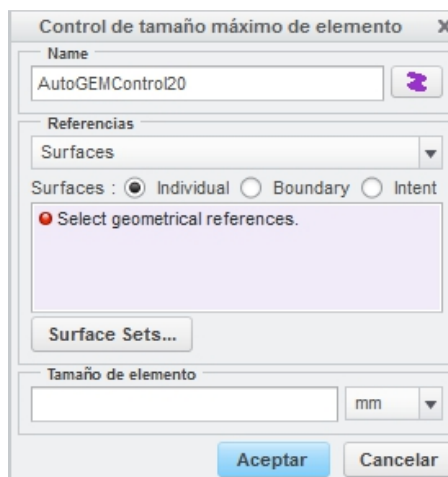 Control de tamaño máximo de elemento
Name
AutoGEMControl20
Referencias
Surfaces
Surfaces : Individual Boundary Intent
Select geometrical references.
Surface Sets...
Tamaño de elemento
mm
Aceptar Cancelar